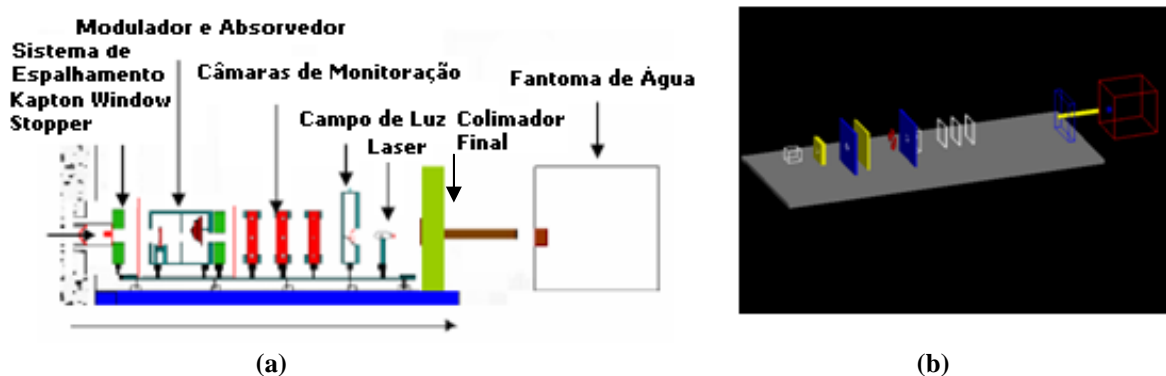 Modulador e Absorvedor
Sistema de
Espalhamento
Kapton Window
Stopper
Câmaras de Monitoração
Campo de Luz
Laser
Colimador
Final
Fantoma de Água
(a)
(b)